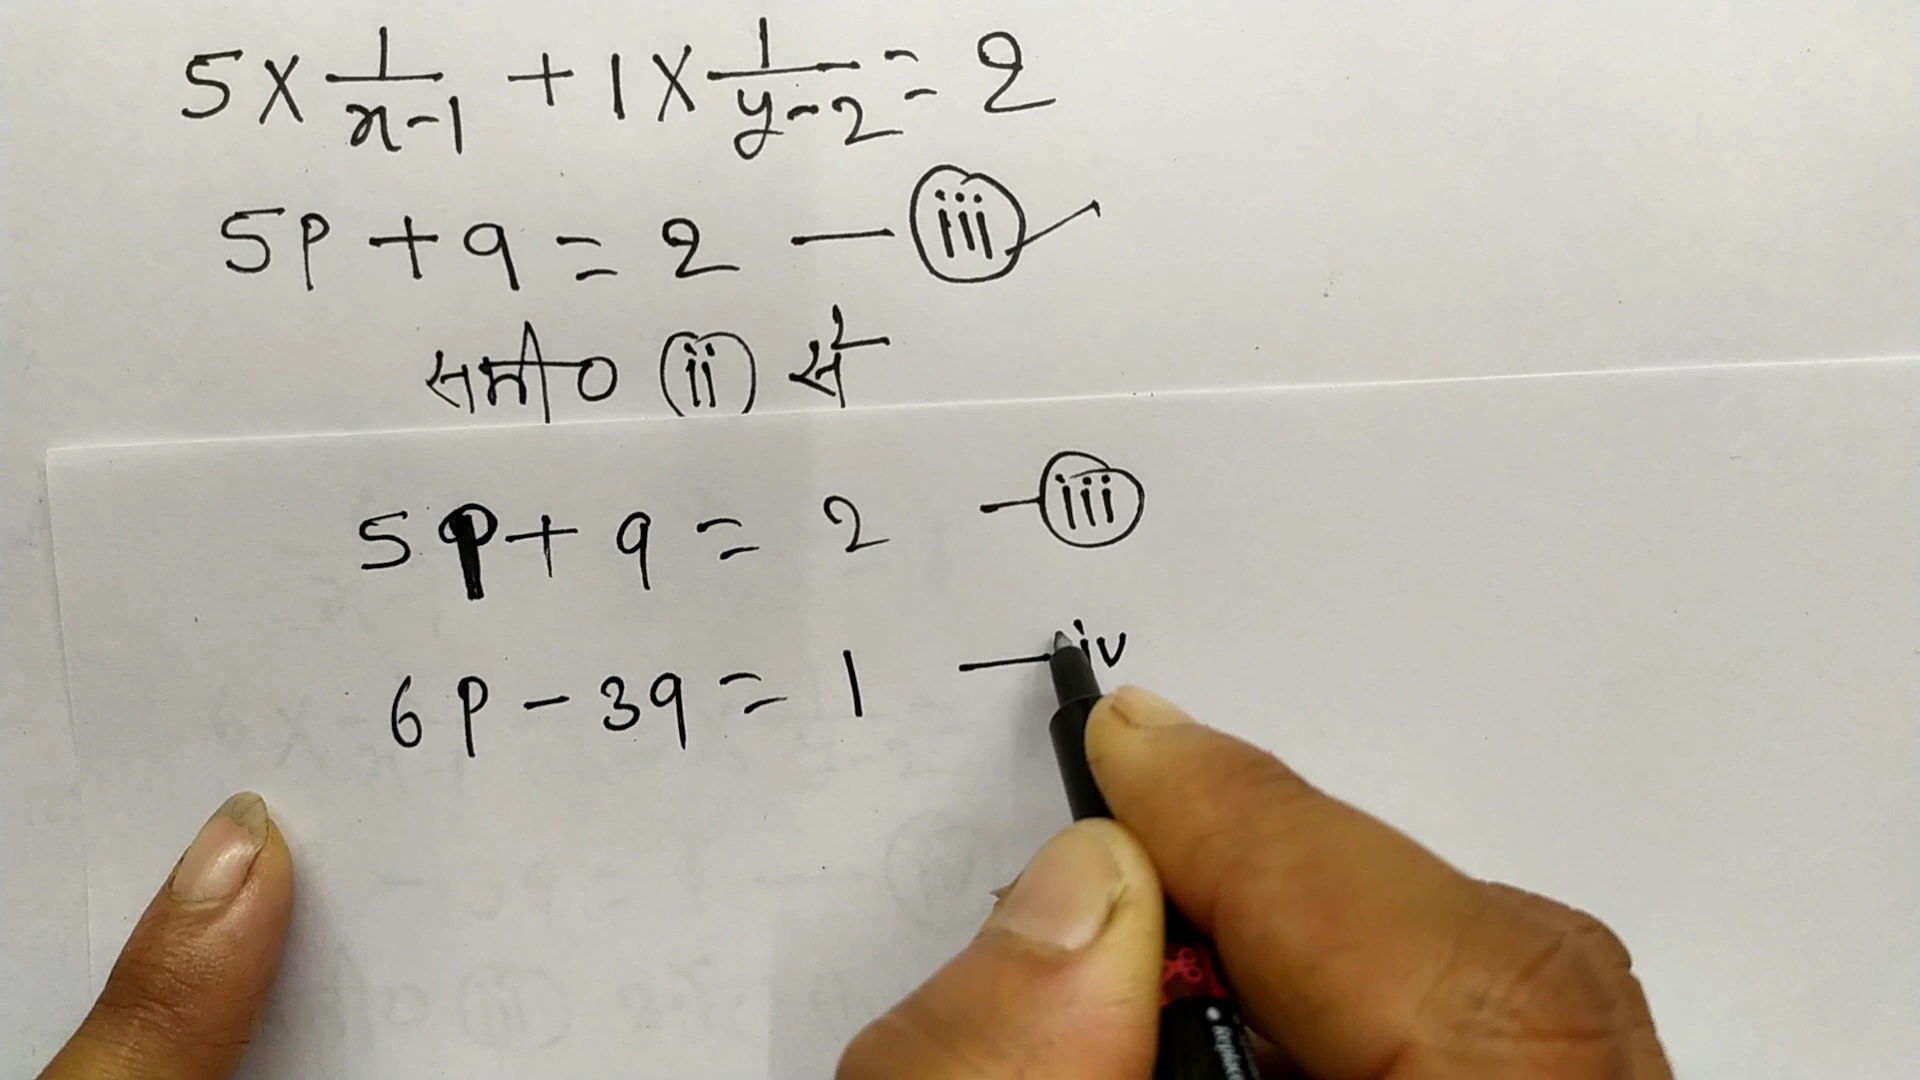 5 × 1/(x-1) + 1 × 1/(y-2) = 2
5p + q = 2 — (iii)
समी० (ii) से
5p + q = 2 — (iii)
6p - 3q = 1 — iv